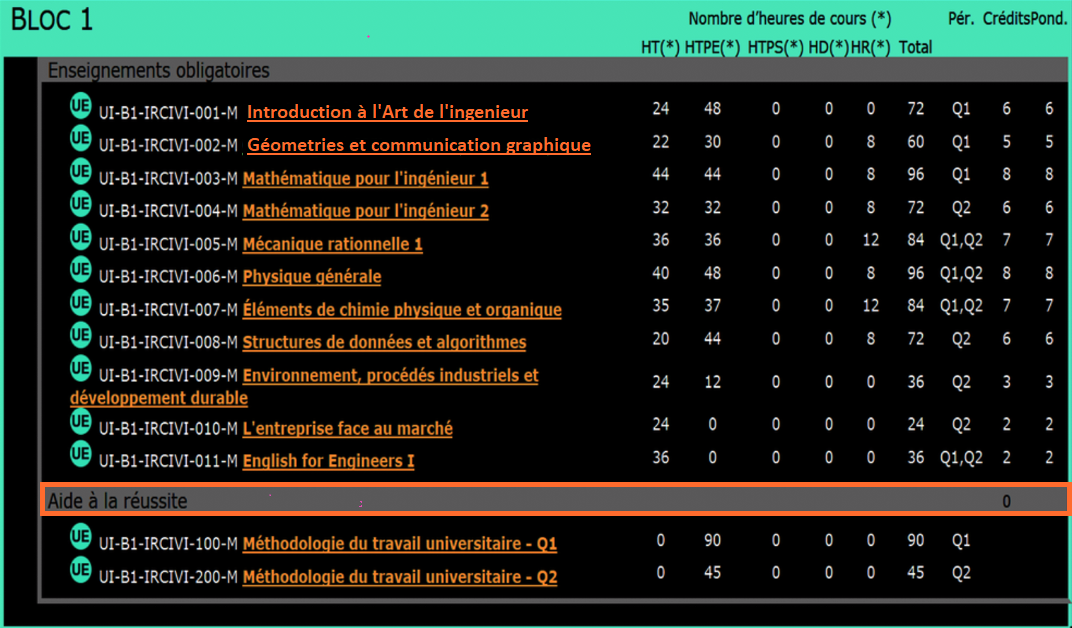 BLOC 1
Nombre d'heures de cours (*) Pér. CréditsPond.
HT(*) HTPE(*) HTPS(*) HD(*)HR(*) Total
Enseignements obligatoires
UE UI-B1-IRCIVI-001-M Introduction à l'Art de l'ingenieur 24 48 0 0 0 72 Q1 6 6
UE UI-B1-IRCIVI-002-M Géometries et communication graphique 22 30 0 0 8 60 Q1 5 5
UE UI-B1-IRCIVI-003-M Mathématique pour l'ingénieur 1 44 44 0 0 8 96 Q1 8 8
UE UI-B1-IRCIVI-004-M Mathématique pour l'ingénieur 2 32 32 0 0 8 72 Q2 6 6
UE UI-B1-IRCIVI-005-M Mécanique rationnelle 1 36 36 0 0 12 84 Q1,Q2 7 7
UE UI-B1-IRCIVI-006-M Physique générale 40 48 0 0 8 96 Q1,Q2 8 8
UE UI-B1-IRCIVI-007-M Éléments de chimie physique et organique 35 37 0 0 12 84 Q1,Q2 7 7
UE UI-B1-IRCIVI-008-M Structures de données et algorithmes 20 44 0 0 8 72 Q2 6 6
UE UI-B1-IRCIVI-009-M Environnement, procédés industriels et
développement durable 24 12 0 0 0 36 Q2 3 3
UE UI-B1-IRCIVI-010-M L'entreprise face au marché 24 0 0 0 0 24 Q2 2 2
UE UI-B1-IRCIVI-011-M English for Engineers I 36 0 0 0 0 36 Q1,Q2 2 2
Aide à la réussite 0
UE UI-B1-IRCIVI-100-M Méthodologie du travail universitaire - Q1 0 90 0 0 0 90 Q1
UE UI-B1-IRCIVI-200-M Méthodologie du travail universitaire - Q2 0 45 0 0 0 45 Q2